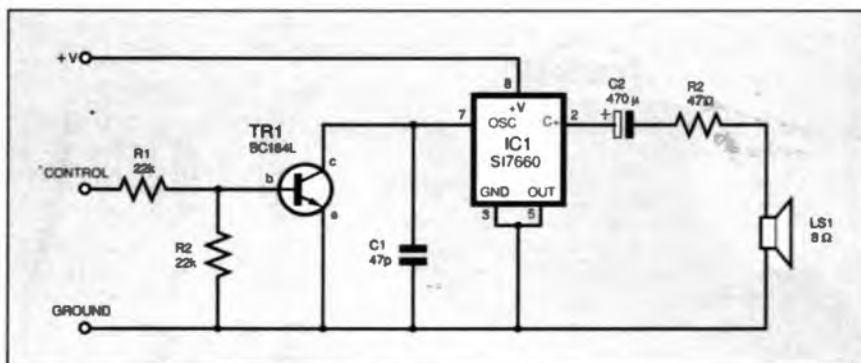 +V
8
C2
470µ
R2
47Ω
+
+V
7
OSC
C+
2
TR1
BC184L
IC1
SI7660
c
R1
22k
CONTROL
b
GND
OUT
e
3
5
LS1
8 Ω
R2
22k
C1
47p
GROUND